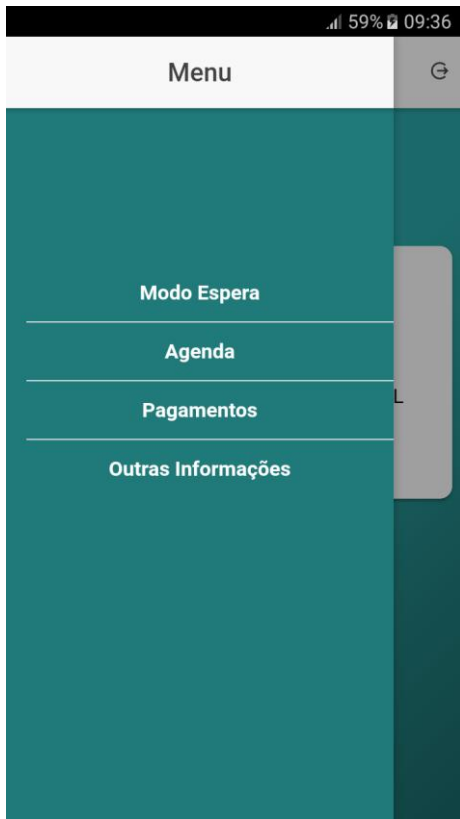 59% 09:36
Menu
Modo Espera
Agenda
L
Pagamentos
Outras Informações